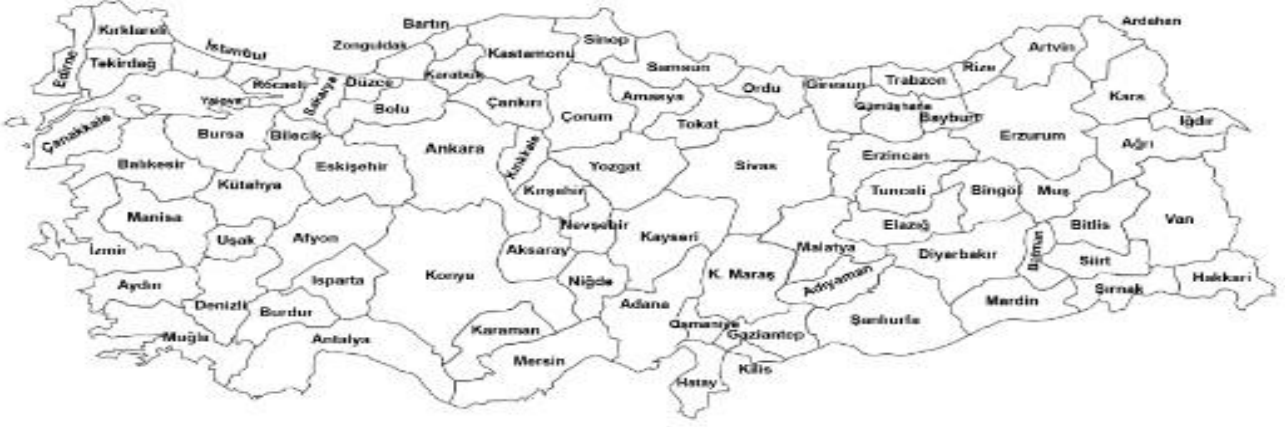 Bartın
Ardahan
Kırklareli
Sinop
Artvin
Edirne
İstanbul
Zonguldak
Kastamonu
Tekirdağ
Samsun
Rize
Kocaeli
Sakarya
Düzce
Karabük
Ordu
Giresun
Trabzon
Kars
Yalova
Bolu
Çankırı
Amasya
Gümüşhane
Bayburt
Iğdır
Çanakkale
Bursa
Bilecik
Çorum
Tokat
Erzurum
Ağrı
Balıkesir
Eskişehir
Ankara
Kırıkkale
Yozgat
Sivas
Erzincan
Kütahya
Kırşehir
Tunceli
Bingöl
Muş
Manisa
Uşak
Afyon
Nevşehir
Kayseri
Elazığ
Bitlis
Van
İzmir
Aksaray
Malatya
Diyarbakır
Batman
Siirt
Aydın
Isparta
Konya
Niğde
K. Maraş
Adıyaman
Hakkari
Denizli
Burdur
Adana
Mardin
Şırnak
Muğla
Antalya
Karaman
Osmaniye
Gaziantep
Şanlıurfa
Mersin
Hatay
Kilis